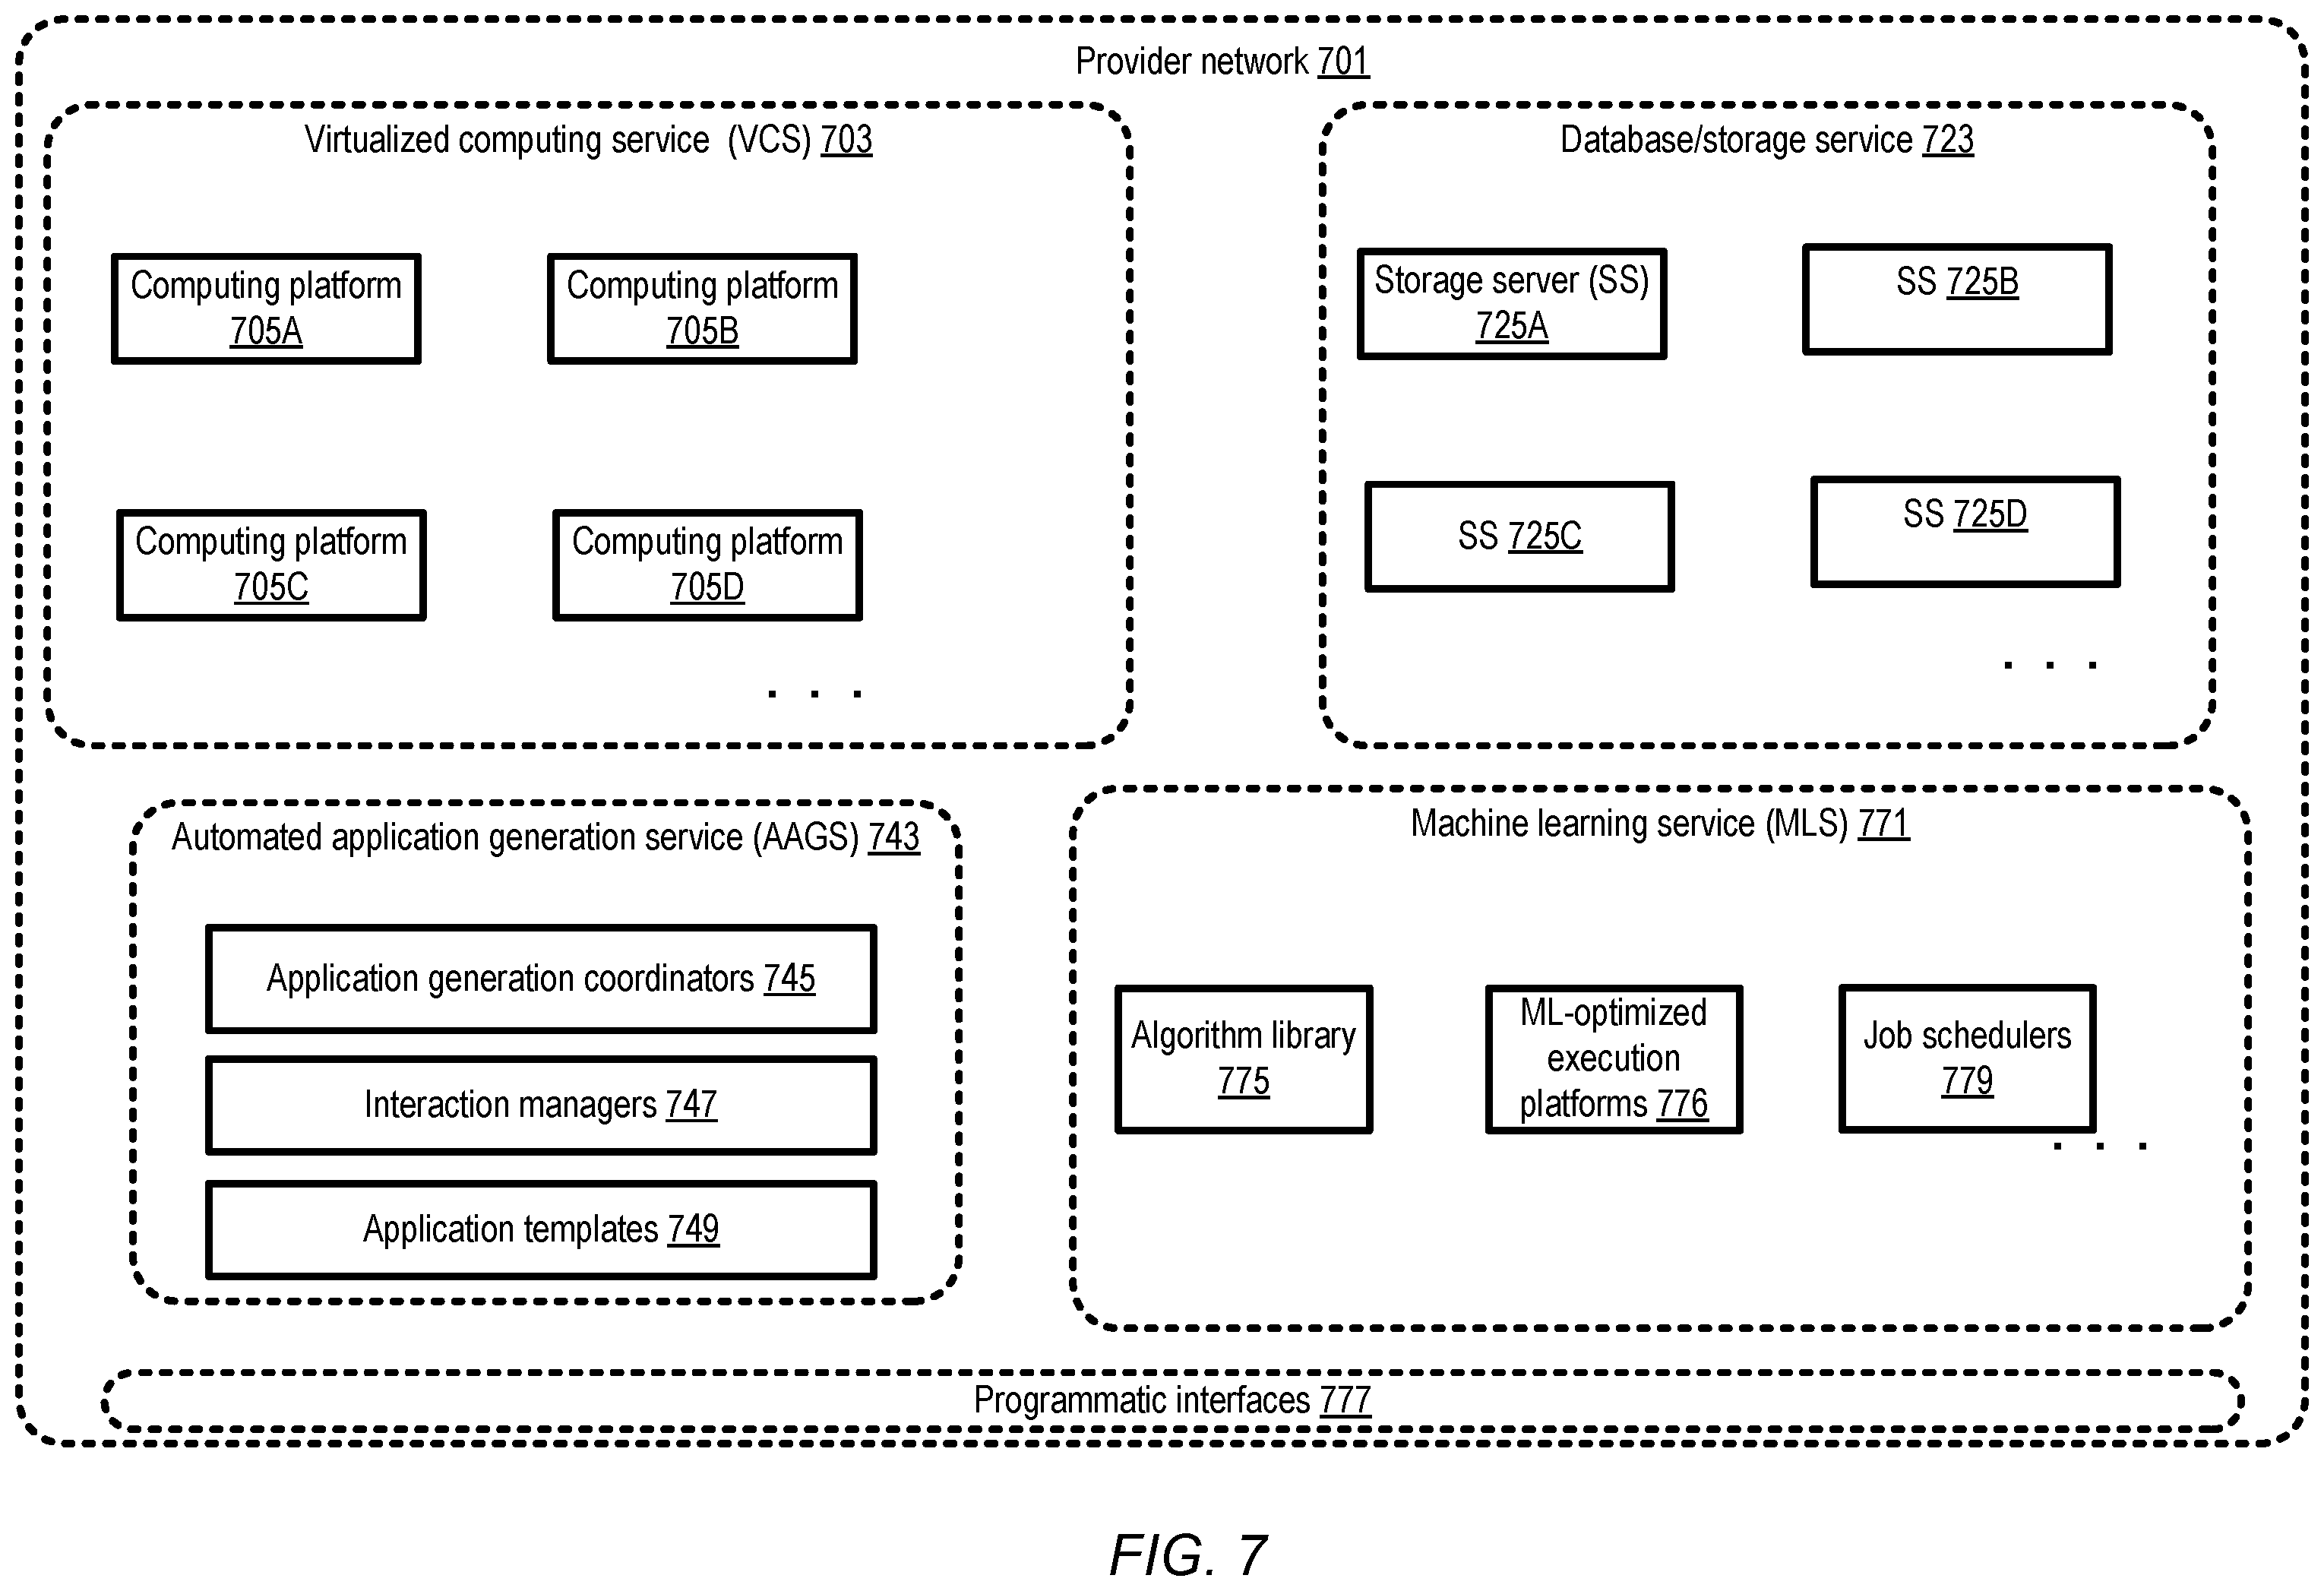 Provider network 701
Virtualized computing service (VCS) 703
Computing platform
705A
Computing platform
705B
Computing platform
705C
Computing platform
705D
. . .
Database/storage service 723
Storage server (SS)
725A
SS 725B
SS 725C
SS 725D
. . .
Automated application generation service (AAGS) 743
Application generation coordinators 745
Interaction managers 747
Application templates 749
Machine learning service (MLS) 771
Algorithm library
775
ML-optimized
execution
platforms 776
Job schedulers
779
. . .
Programmatic interfaces 777
FIG. 7